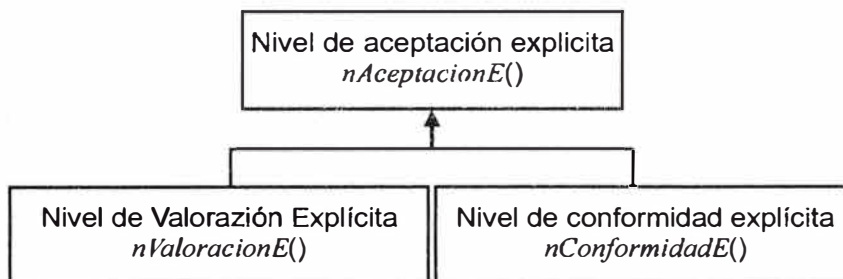 Nivel de aceptación explicita
nAceptacionE()
Nivel de Valorazión Explícita
nValoracionE()
Nivel de conformidad explícita
nConformidadE()